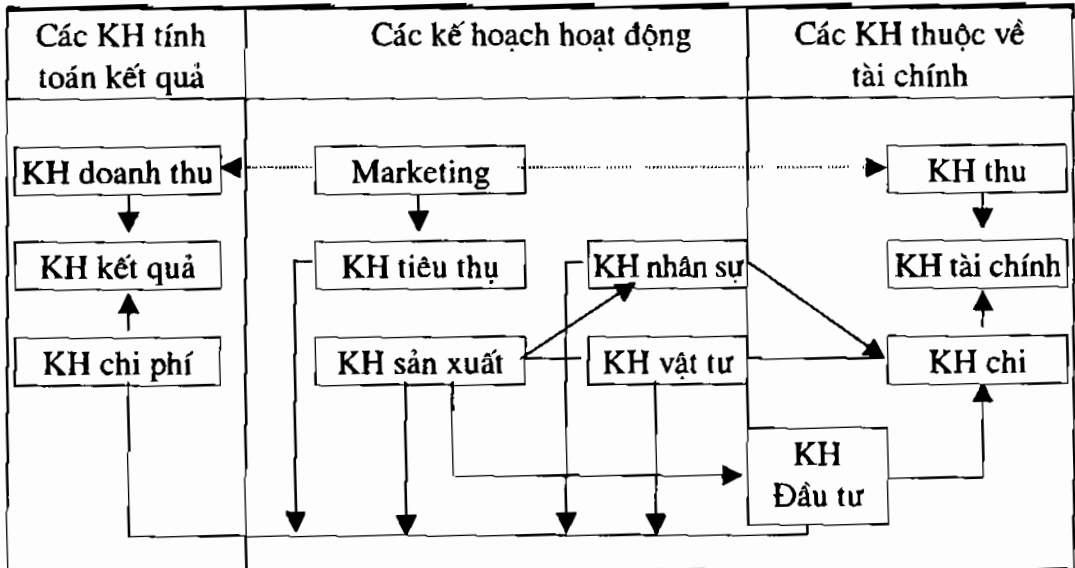 Các KH tính
toán kết quả
Các kế hoạch hoạt động
Các KH thuộc về
tài chính
KH doanh thu
Marketing
KH thu
KH kết quả
KH tiêu thụ
KH nhân sự
KH tài chính
KH chi phí
KH sản xuất
KH vật tư
KH chi
KH
Đầu tư